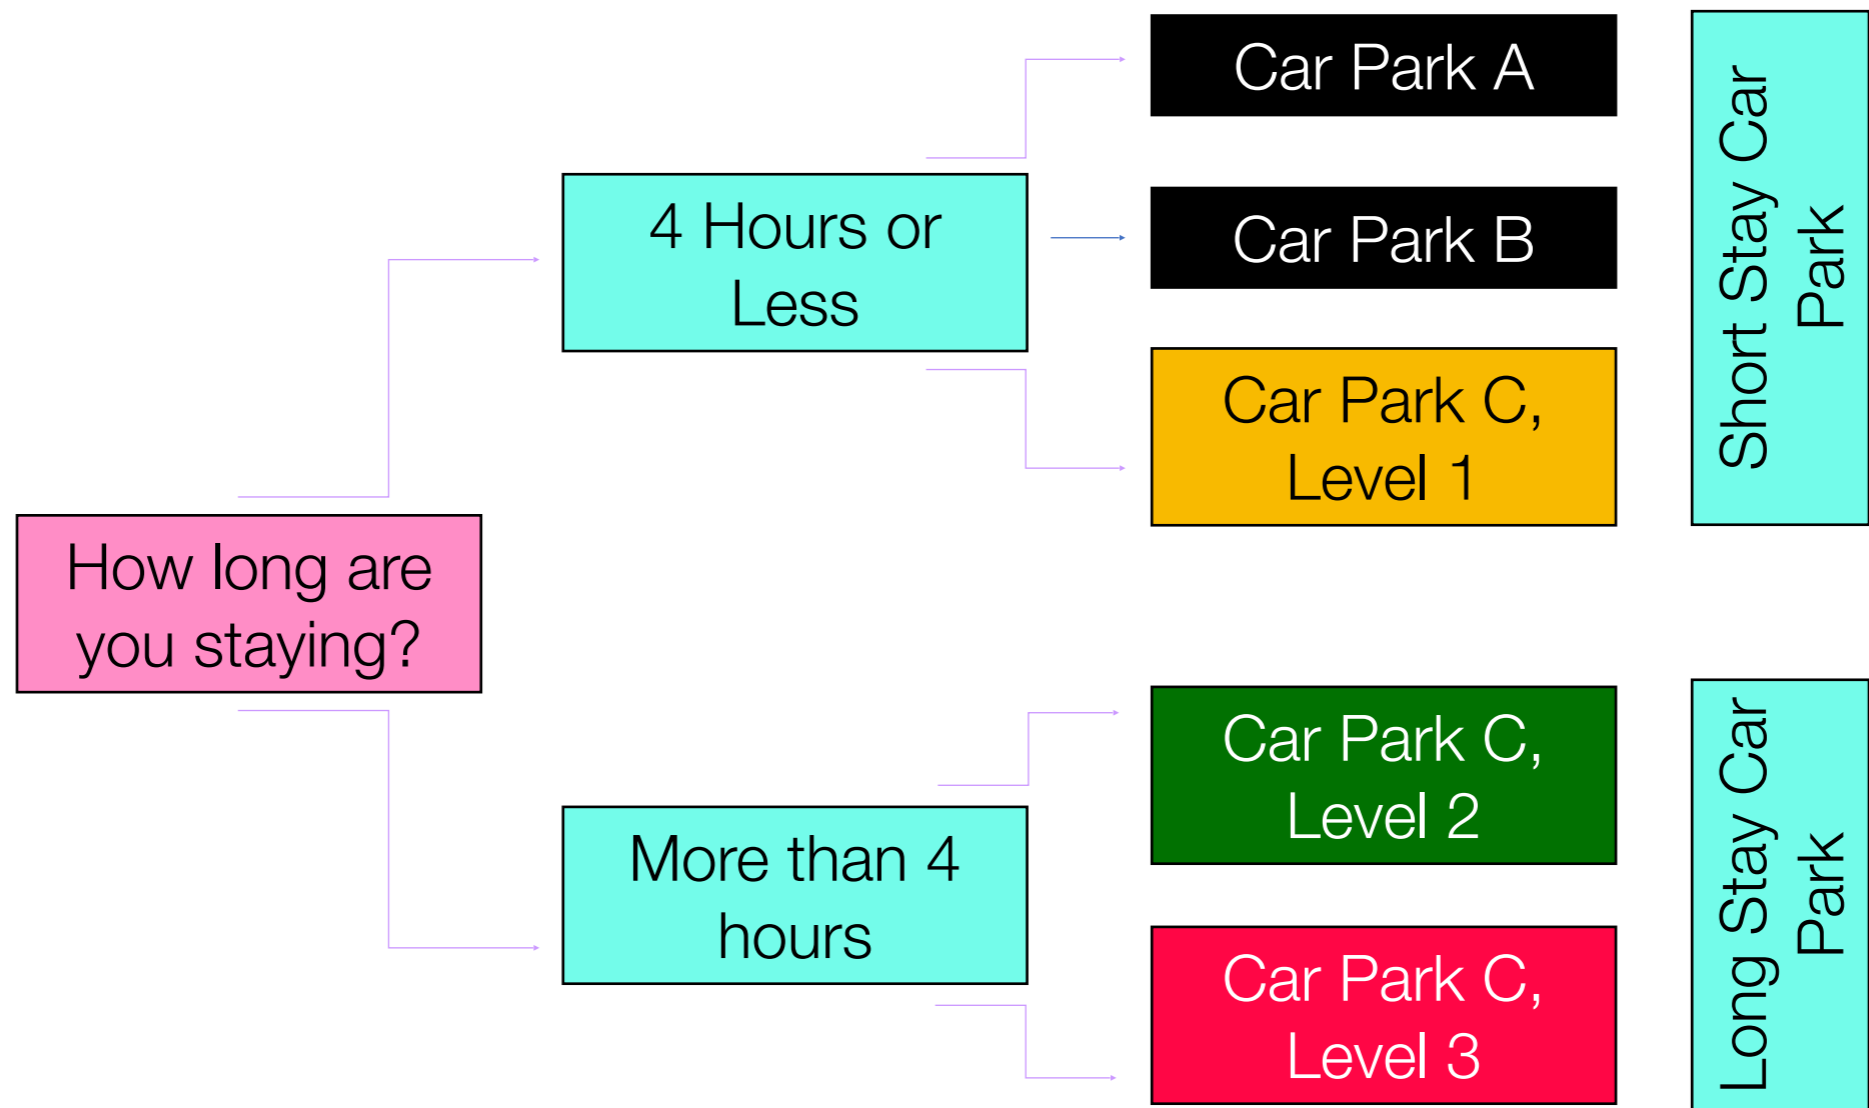 How long are
you staying?
4 Hours or
Less
Car Park A
Car Park B
Car Park C,
Level 1
Short Stay Car
Park
More than 4
hours
Car Park C,
Level 2
Car Park C,
Level 3
Long Stay Car
Park